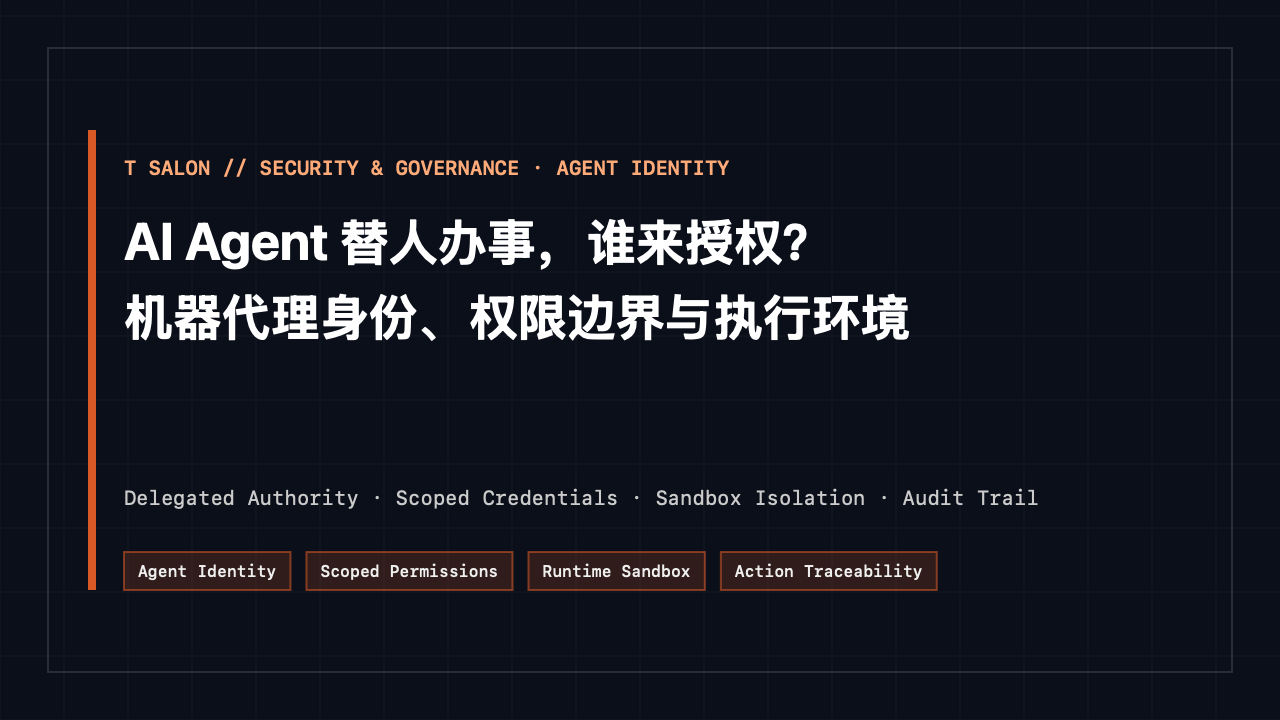 T SALON // SECURITY & GOVERNANCE · AGENT IDENTITY
AI Agent 替人办事，谁来授权？
机器代理身份、权限边界与执行环境
Delegated Authority · Scoped Credentials · Sandbox Isolation · Audit Trail
Agent Identity
Scoped Permissions
Runtime Sandbox
Action Traceability